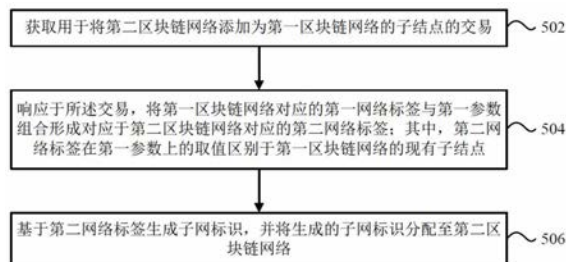 获取用于将第二区块链网络添加为第一区块链网络的子结点的交易
502
响应于所述交易，将第一区块链网络对应的第一网络标签与第一参数
组合形成对应于第二区块链网络对应的第二网络标签；其中，第二网
络标签在第一参数上的取值区别于第一区块链网络的现有子结点
504
基于第二网络标签生成子网标识，并将生成的子网标识分配至第二区
块链网络
506